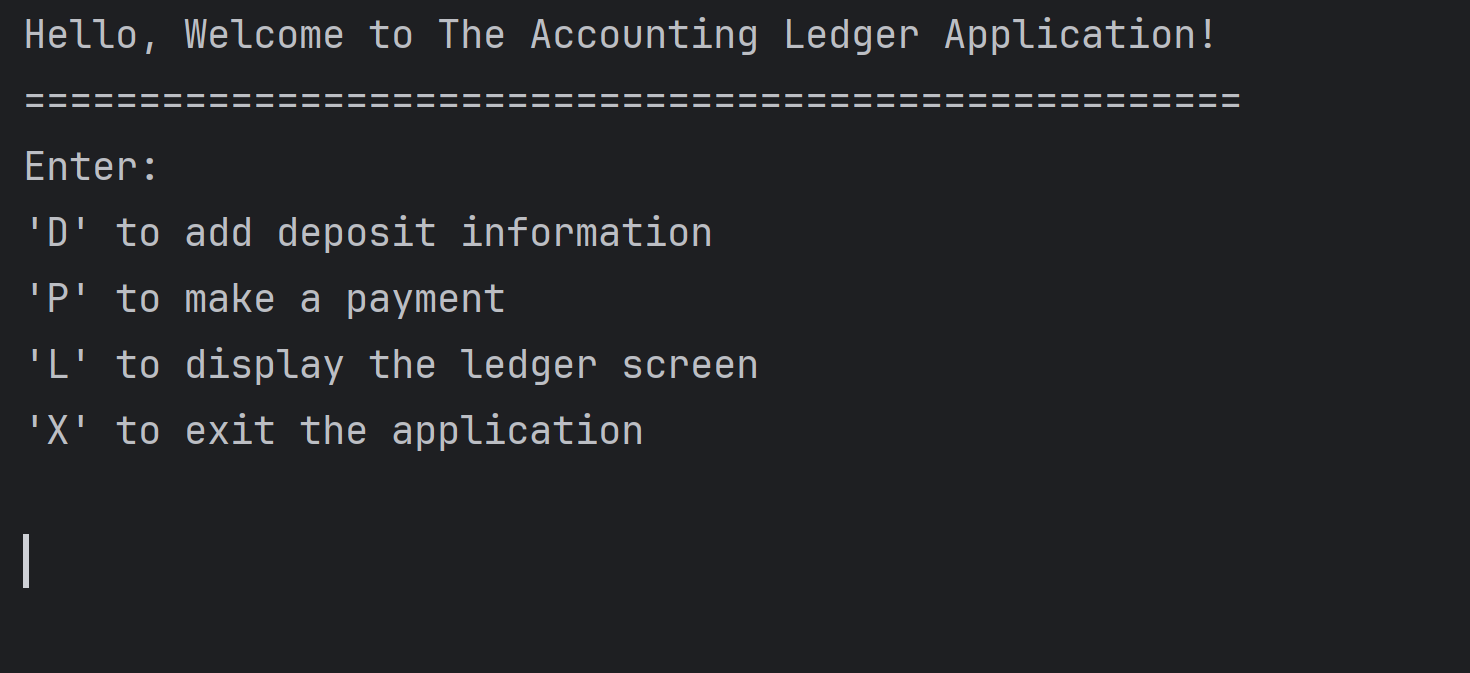 Hello, Welcome to The Accounting Ledger Application!
=====================================================
Enter:
'D' to add deposit information
'P' to make a payment
'L' to display the ledger screen
'X' to exit the application